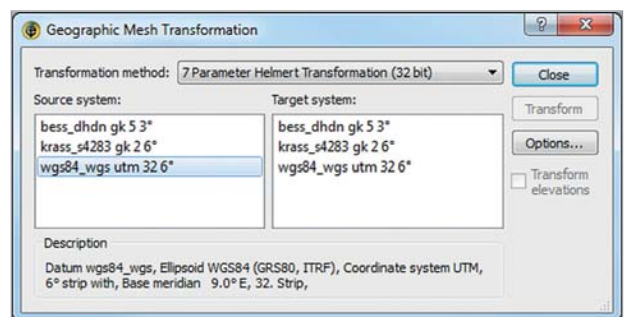 Geographic Mesh Transformation
Transformation method: 7 Parameter Helmert Transformation (32 bit)
Close
Source system:
Target system:
Transform
bess_dhdn gk 5 3°
krass_s4283 gk 2 6°
wgs84_wgs utm 32 6°
bess_dhdn gk 5 3°
krass_s4283 gk 2 6°
wgs84_wgs utm 32 6°
Options...
Transform
elevations
Description
Datum wgs84_wgs, Ellipsoid WGS84 (GRS80, ITRF), Coordinate system UTM,
6° strip with, Base meridian 9.0° E, 32. Strip,